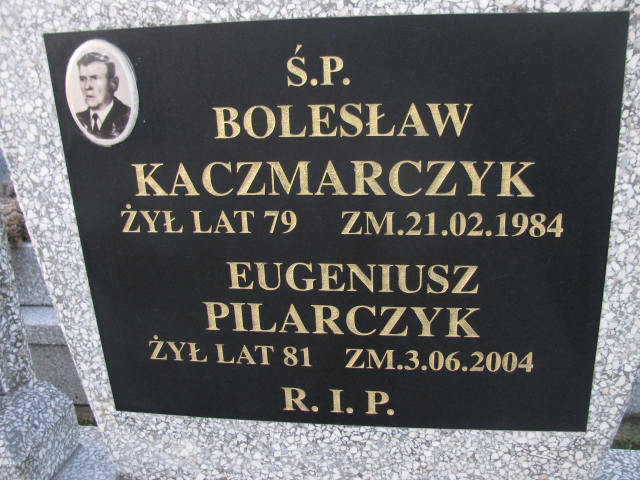 Ś.P.
BOLESŁAW
KACZMARCZYK
ŻYŁ LAT 79 ZM.21.02.1984
EUGENIUSZ
PILARCZYK
ŻYŁ LAT 81 ZM.3.06.2004
R. I. P.